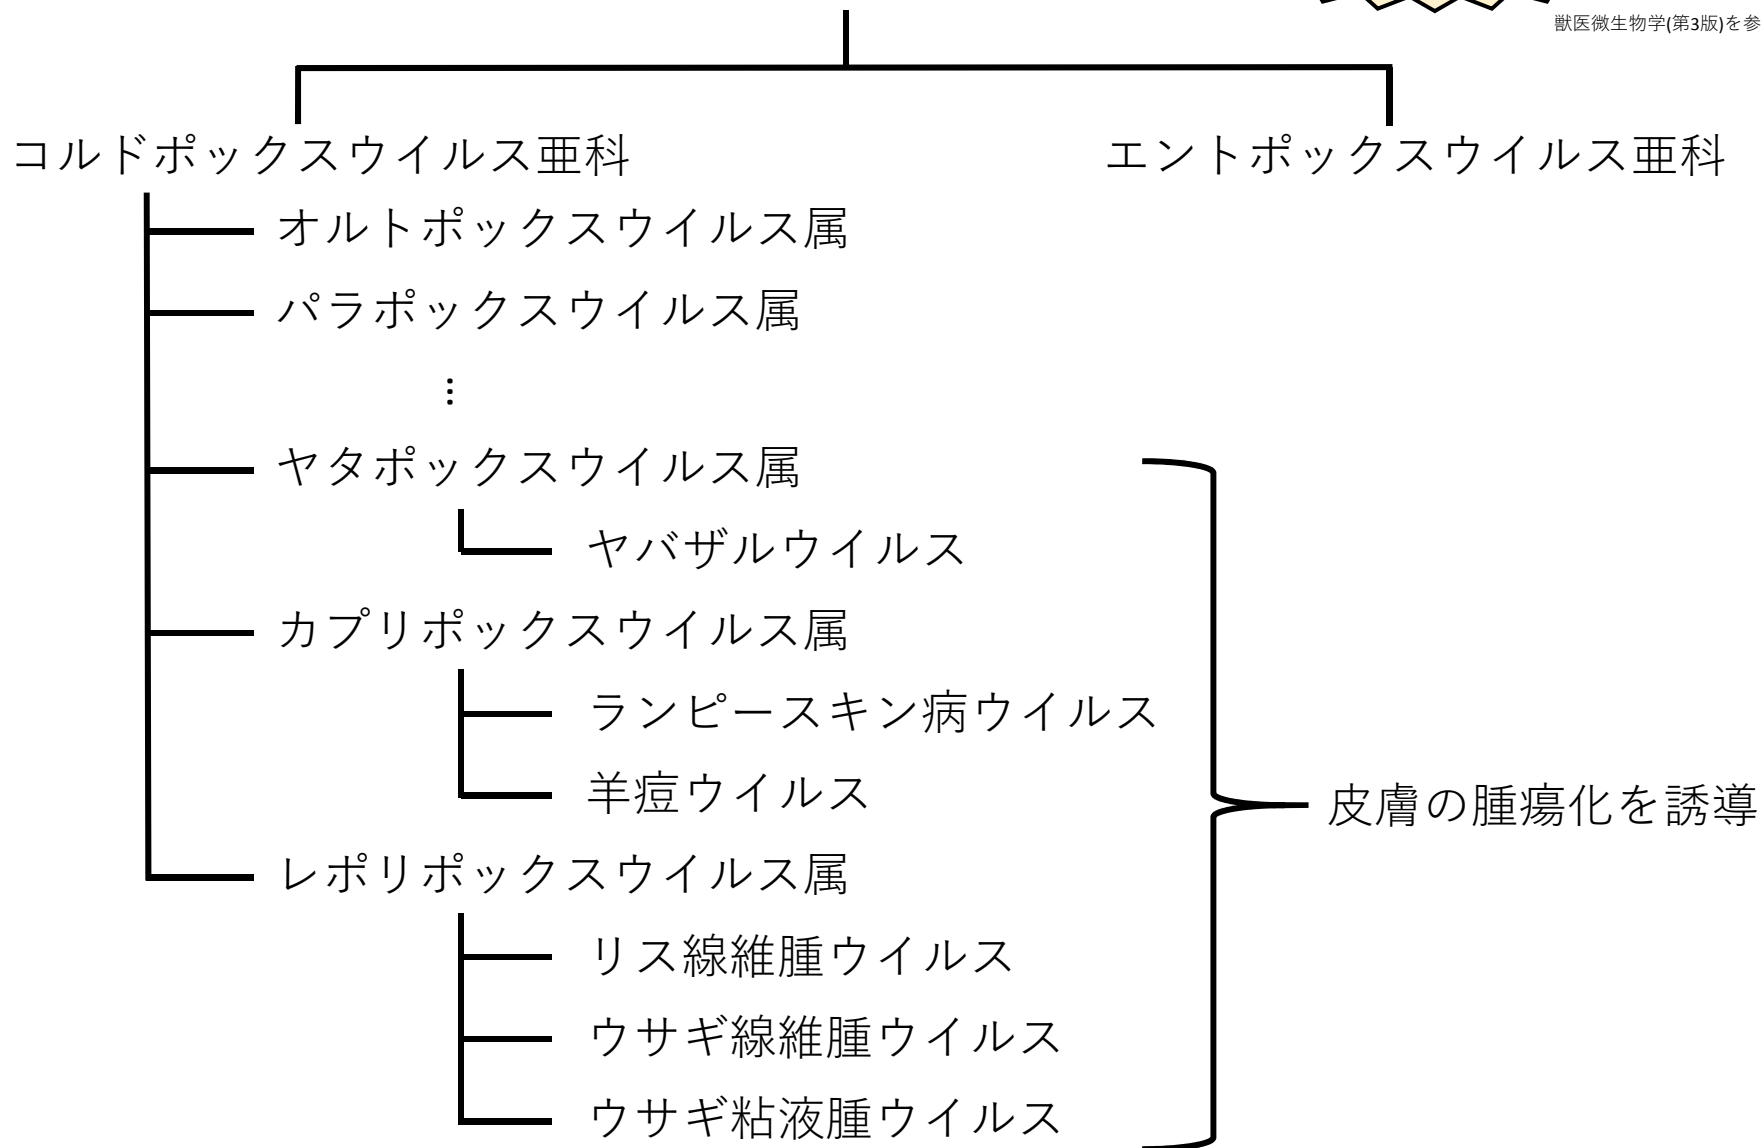 獣医微生物学(第3版)を参
コルドポックスウイルス亜科
エントポックスウイルス亜科
オルトポックスウイルス属
パラポックスウイルス属
⋮
ヤタポックスウイルス属
ヤバザルウイルス
カプリポックスウイルス属
ランピースキン病ウイルス
羊痘ウイルス
皮膚の腫瘍化を誘導
レポリポックスウイルス属
リス線維腫ウイルス
ウサギ線維腫ウイルス
ウサギ粘液腫ウイルス